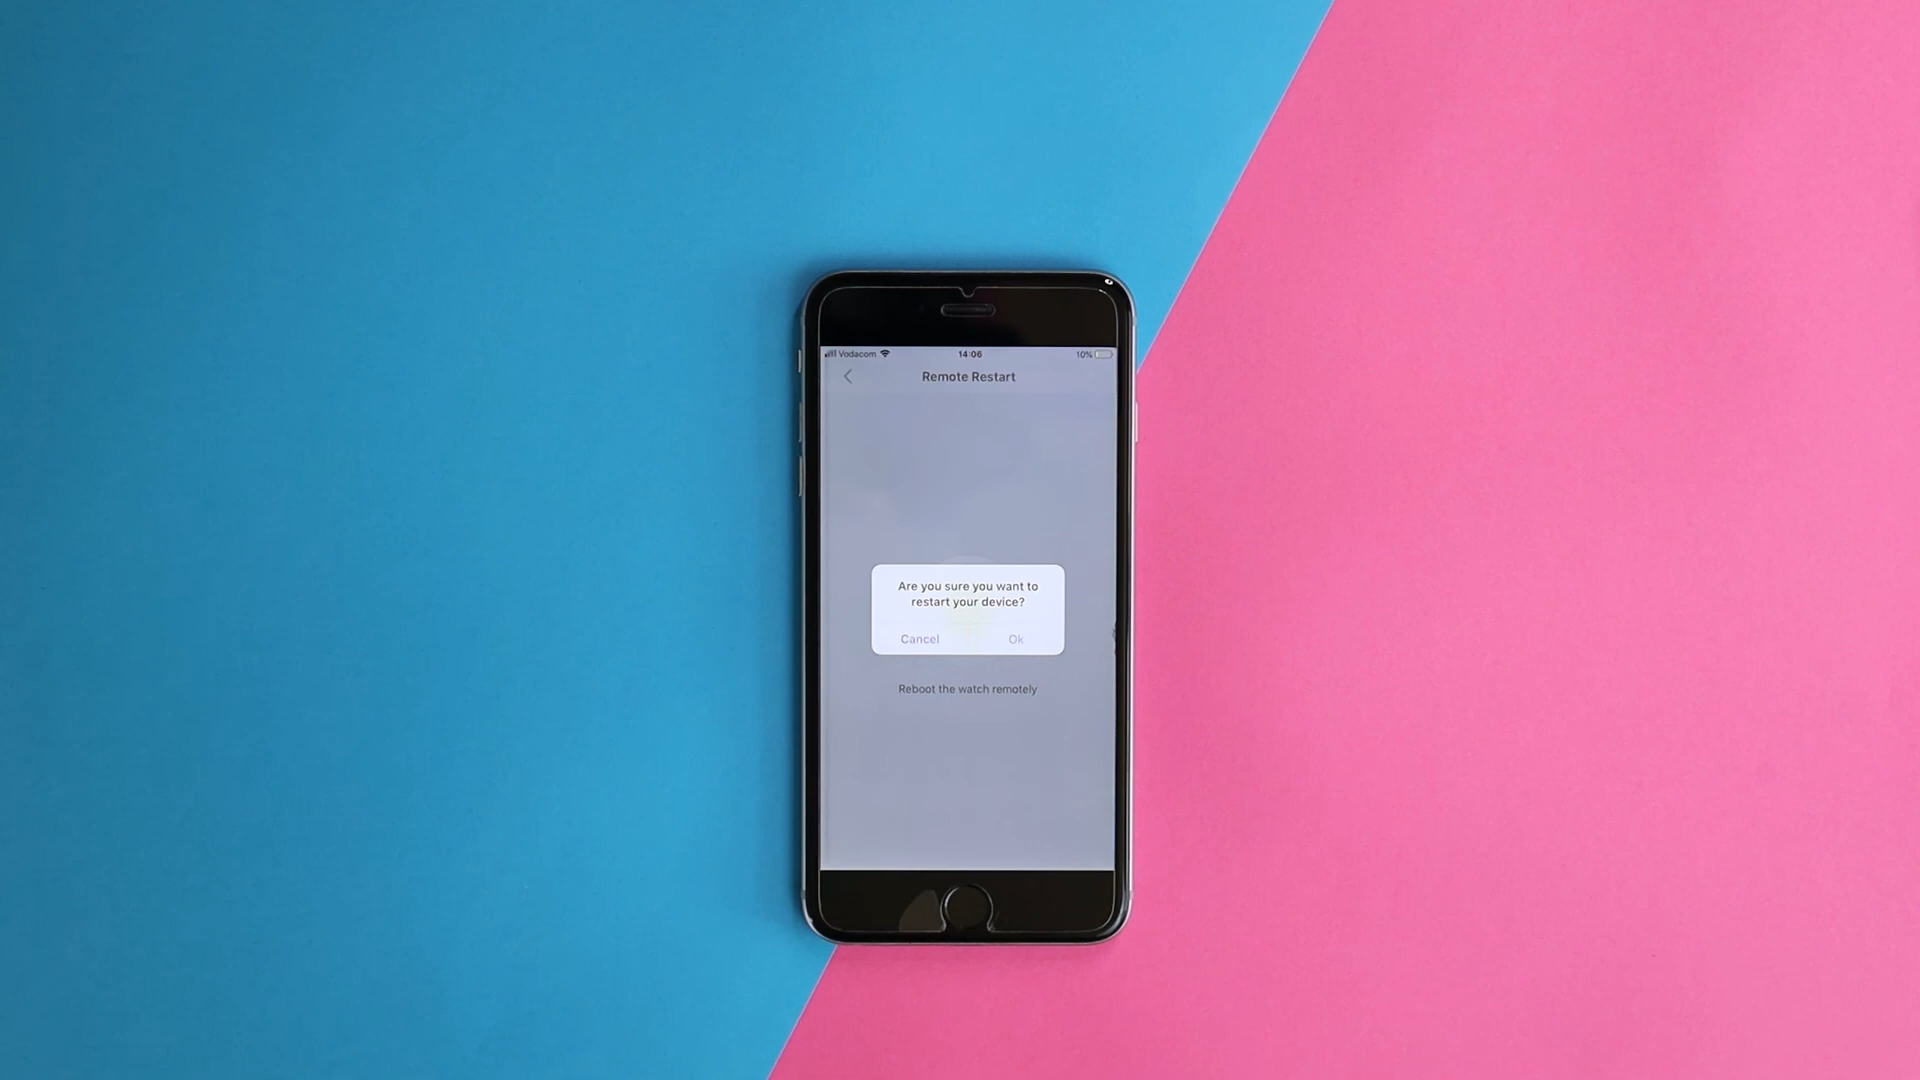 Vodacom 14:06 10%
Remote Restart
Are you sure you want to
restart your device?
Cancel Ok
Reboot the watch remotely